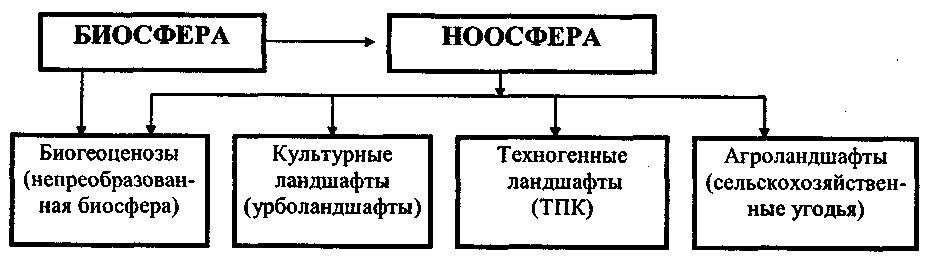 БИОСФЕРА
НООСФЕРА
Биогеоценозы
(непреобразован-
ная биосфера)
Культурные
ландшафты
(урболандшафты)
Техногенные
ландшафты
(ТПК)
Агроландшафты
(сельскохозяйствен-
ные угодья)